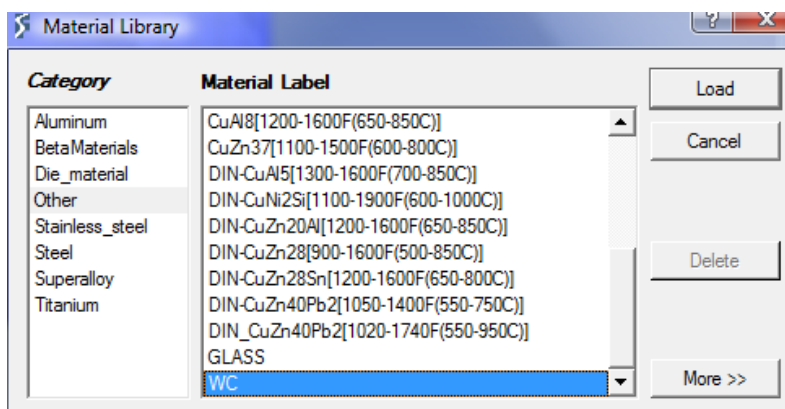 Material Library
?
X
Category
Material Label
Load
Cancel
Delete
More >>
Aluminum
BetaMaterials
Die_material
Other
Stainless_steel
Steel
Superalloy
Titanium
CuAl8[1200-1600F(650-850C)]
CuZn37[1100-1500F(600-800C)]
DIN-CuAl5[1300-1600F(700-850C)]
DIN-CuNi2Si[1100-1900F(600-1000C)]
DIN-CuZn20Al[1200-1600F(650-850C)]
DIN-CuZn28[900-1600F(500-850C)]
DIN-CuZn28Sn[1200-1600F(650-800C)]
DIN-CuZn40Pb2[1050-1400F(550-750C)]
DIN_CuZn40Pb2[1020-1740F(550-950C)]
GLASS
WC